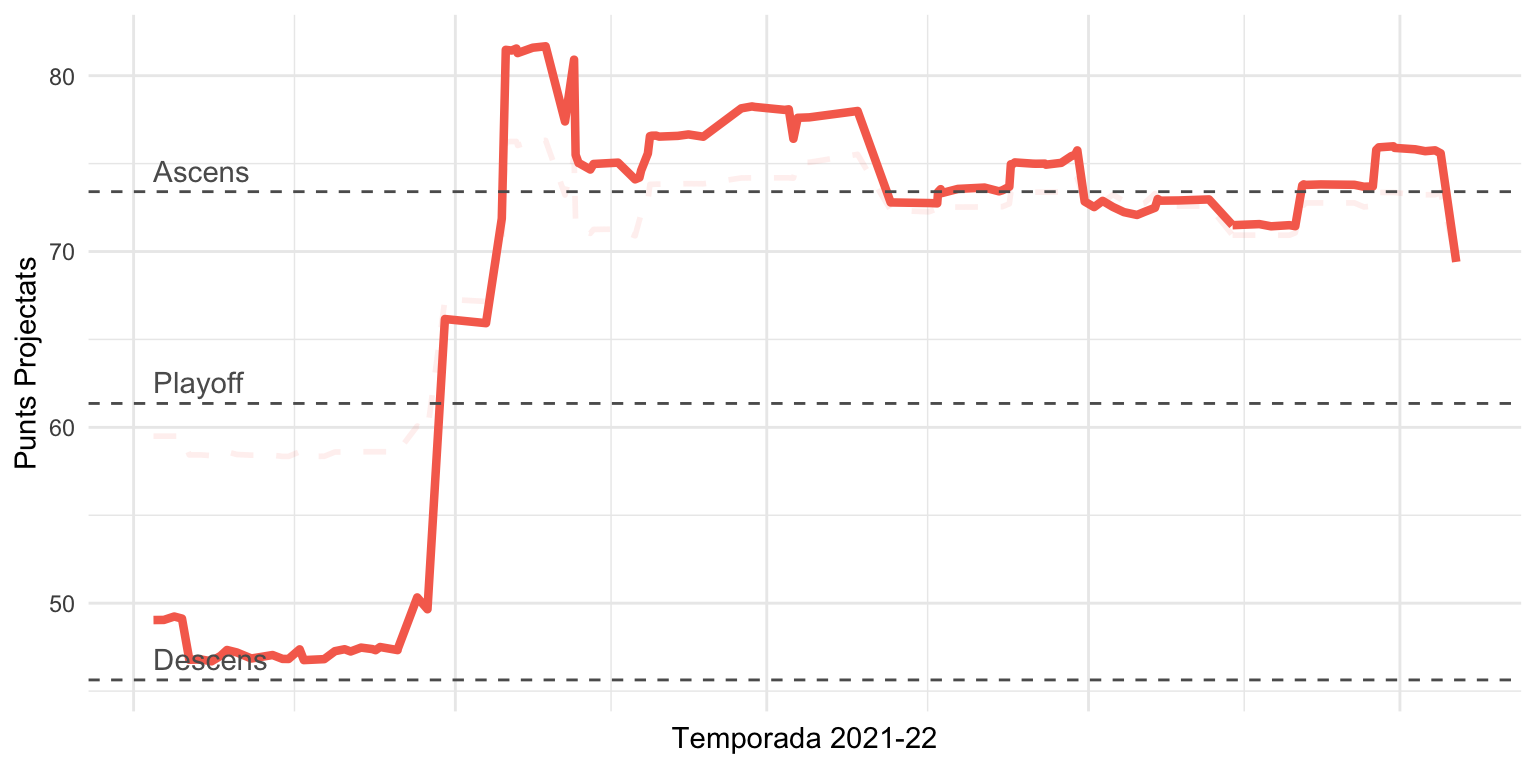 80
70
60
50
Punts Projectats
Ascens
Playoff
Descens
Temporada 2021-22